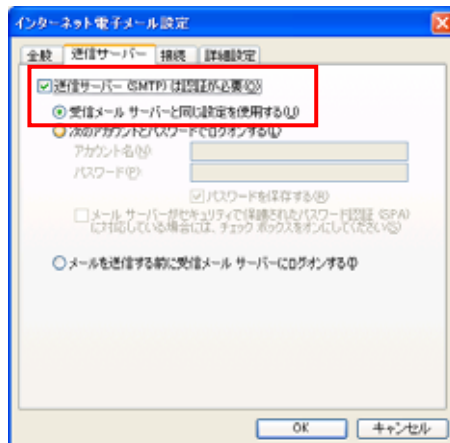 インターネット電子メール設定
全般 送信サーバー 接続 詳細設定
送信サーバー (SMTP) は認証が必要(O)
受信メール サーバーと同じ設定を使用する(U)
次のアカウントとパスワードでログオンする(L)
アカウント名(N):
パスワード(P):
パスワードを保存する(R)
メール サーバーがセキュリティで保護されたパスワード認証 (SPA)
に対応している場合には、チェック ボックスをオンにしてください(S)
メールを送信する前に受信メール サーバーにログオンする(I)
OK キャンセル